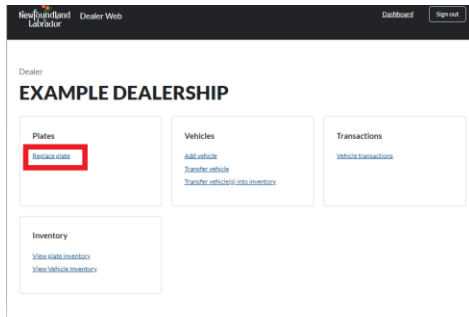 Newfoundland
Labrador
Dealer Web
Dashboard
Sign out
Dealer
EXAMPLE DEALERSHIP
Plates
Replace plate
Vehicles
Add vehicle
Transfer vehicle
Transfer vehicle(s) into inventory
Transactions
Vehicle transactions
Inventory
View plate inventory
View Vehicle Inventory